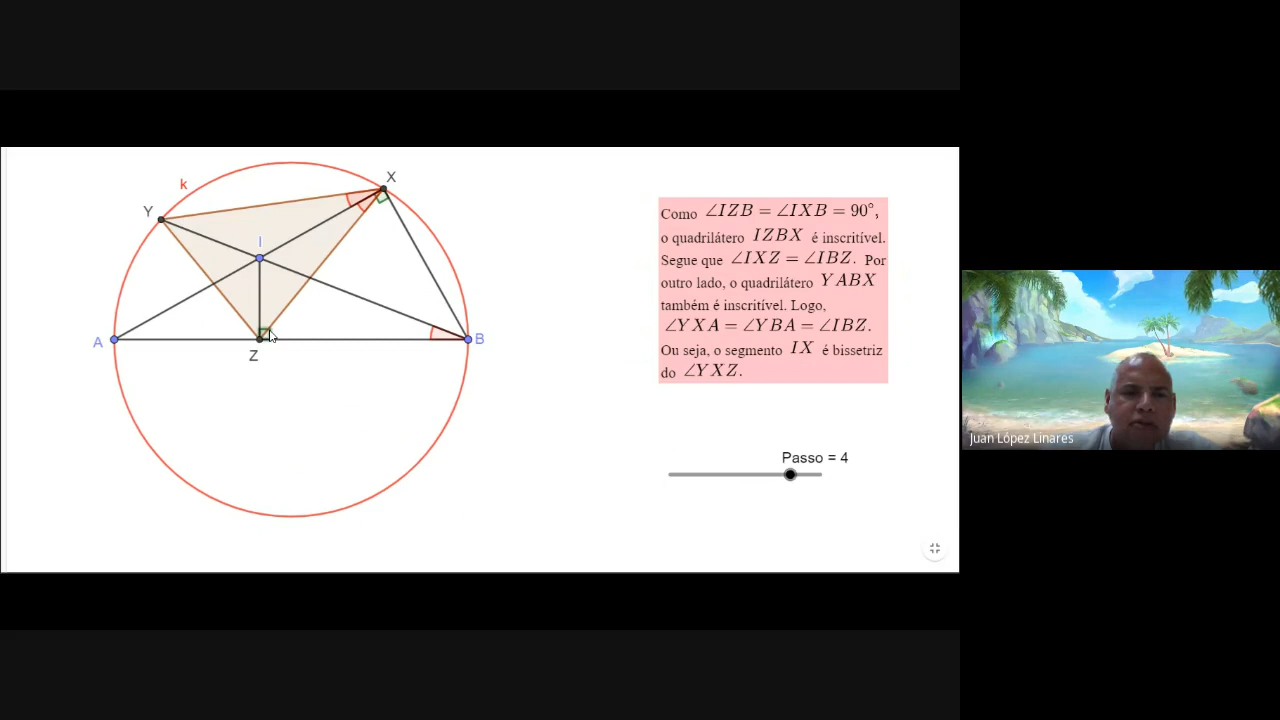 k
X
Y
I
A
B
Z
Como ∠IZB = ∠IXB = 90°,
o quadrilátero IZBX é inscritível.
Segue que ∠IXZ = ∠IBZ. Por
outro lado, o quadrilátero YABX
também é inscritível. Logo,
∠YXA = ∠YBA = ∠IBZ.
Ou seja, o segmento IX é bissetriz
do ∠YXZ.
Passo = 4
Juan López Linares